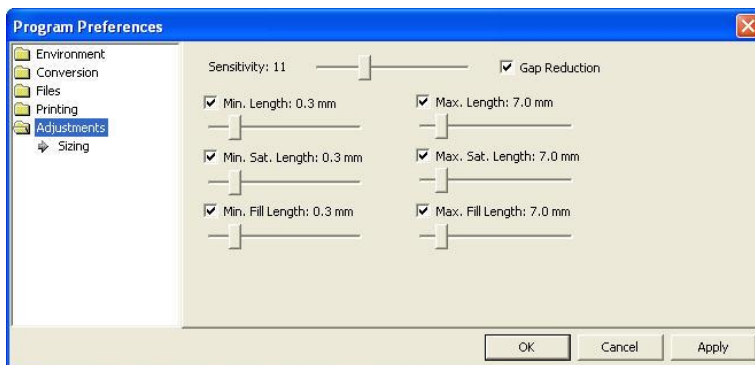 Program Preferences
Environment
Conversion
Files
Printing
Adjustments
Sizing
Sensitivity: 11
Gap Reduction
Min. Length: 0.3 mm
Max. Length: 7.0 mm
Min. Sat. Length: 0.3 mm
Max. Sat. Length: 7.0 mm
Min. Fill Length: 0.3 mm
Max. Fill Length: 7.0 mm
OK
Cancel
Apply